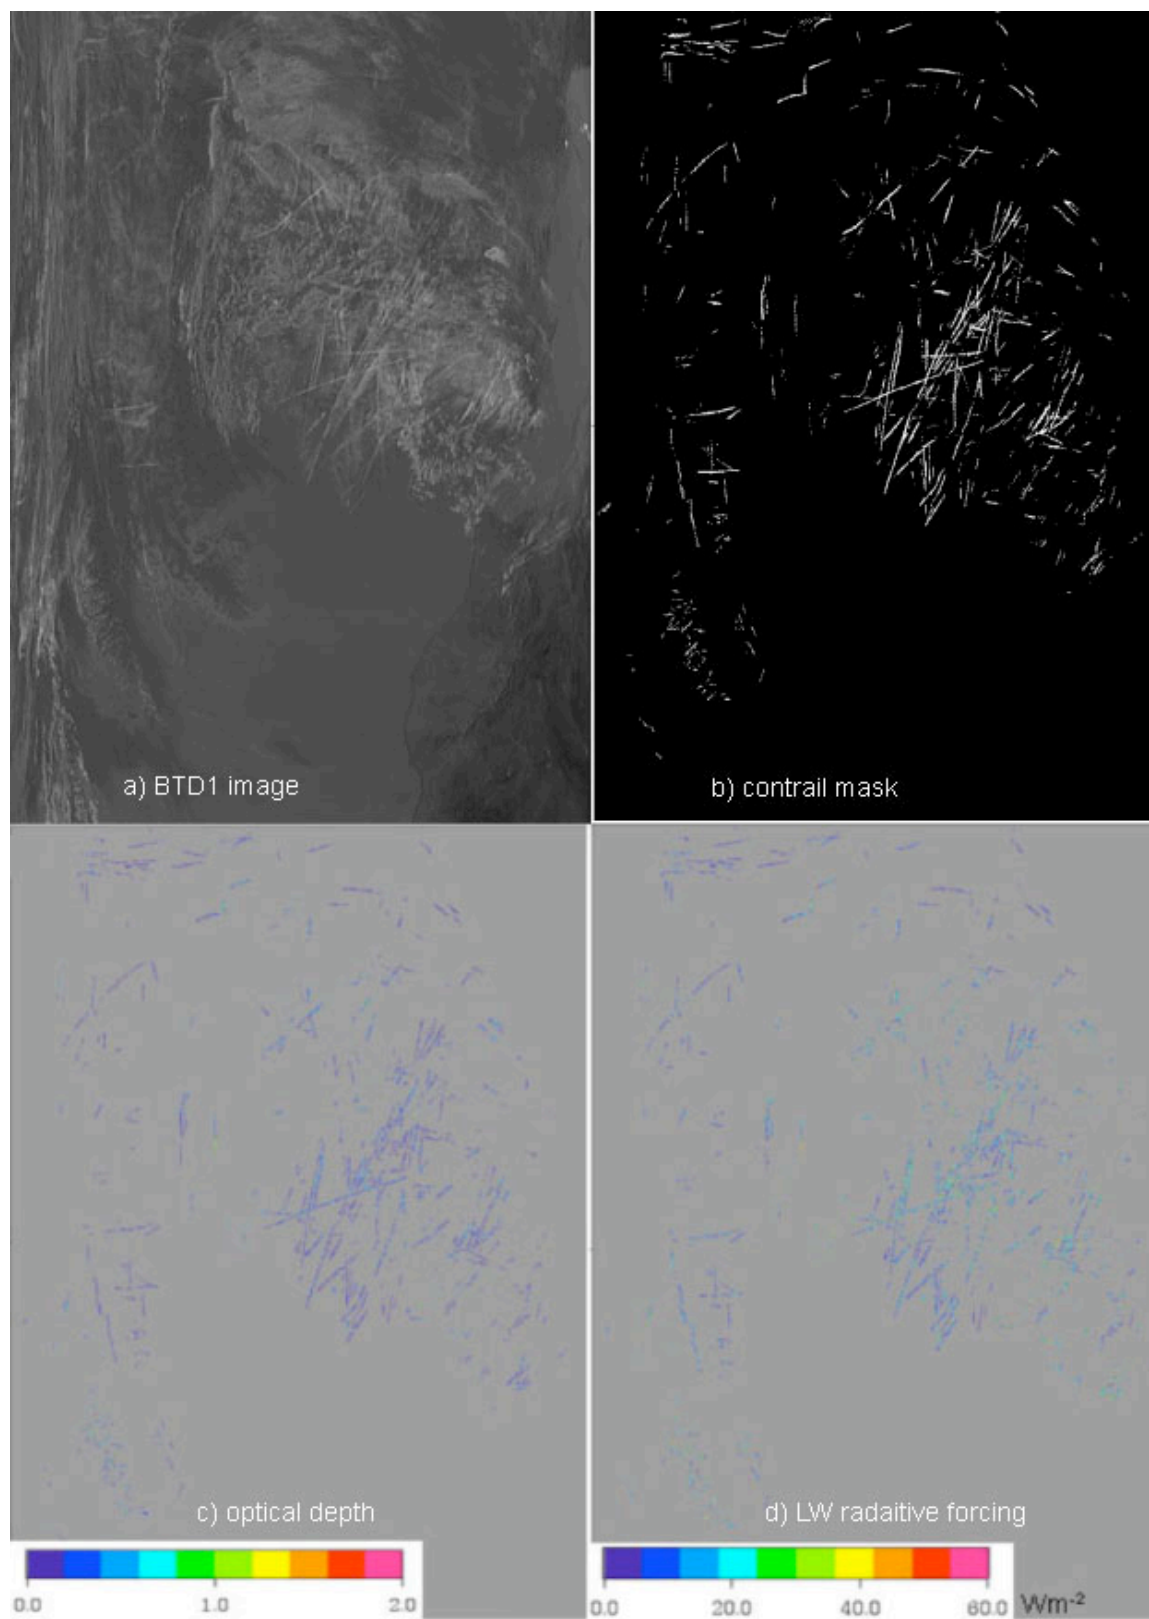 a) BTD1 image
b) contrail mask
c) optical depth
d) LW radaitive forcing
0.0 1.0 2.0
0.0 20.0 40.0 60.0 Wm-2